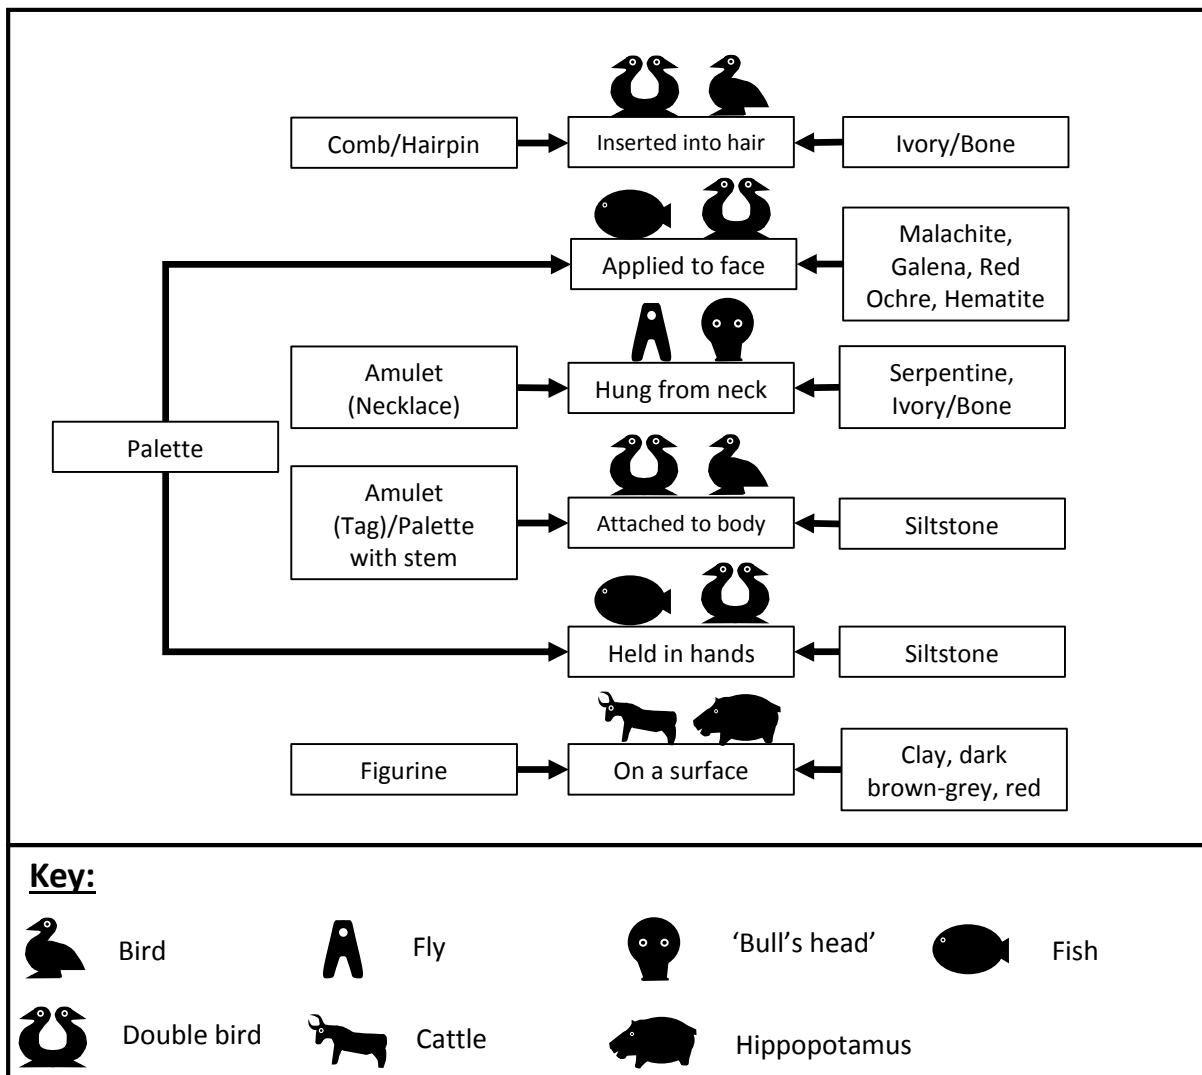 Comb/Hairpin
Inserted into hair
Ivory/Bone
Applied to face
Malachite,
Galena, Red
Ochre, Hematite
Amulet
(Necklace)
Hung from neck
Serpentine,
Ivory/Bone
Palette
Amulet
(Tag)/Palette
with stem
Attached to body
Siltstone
Held in hands
Siltstone
Figurine
On a surface
Clay, dark
brown-grey, red
Key:
Bird
Fly
‘Bull’s head’
Fish
Double bird
Cattle
Hippopotamus